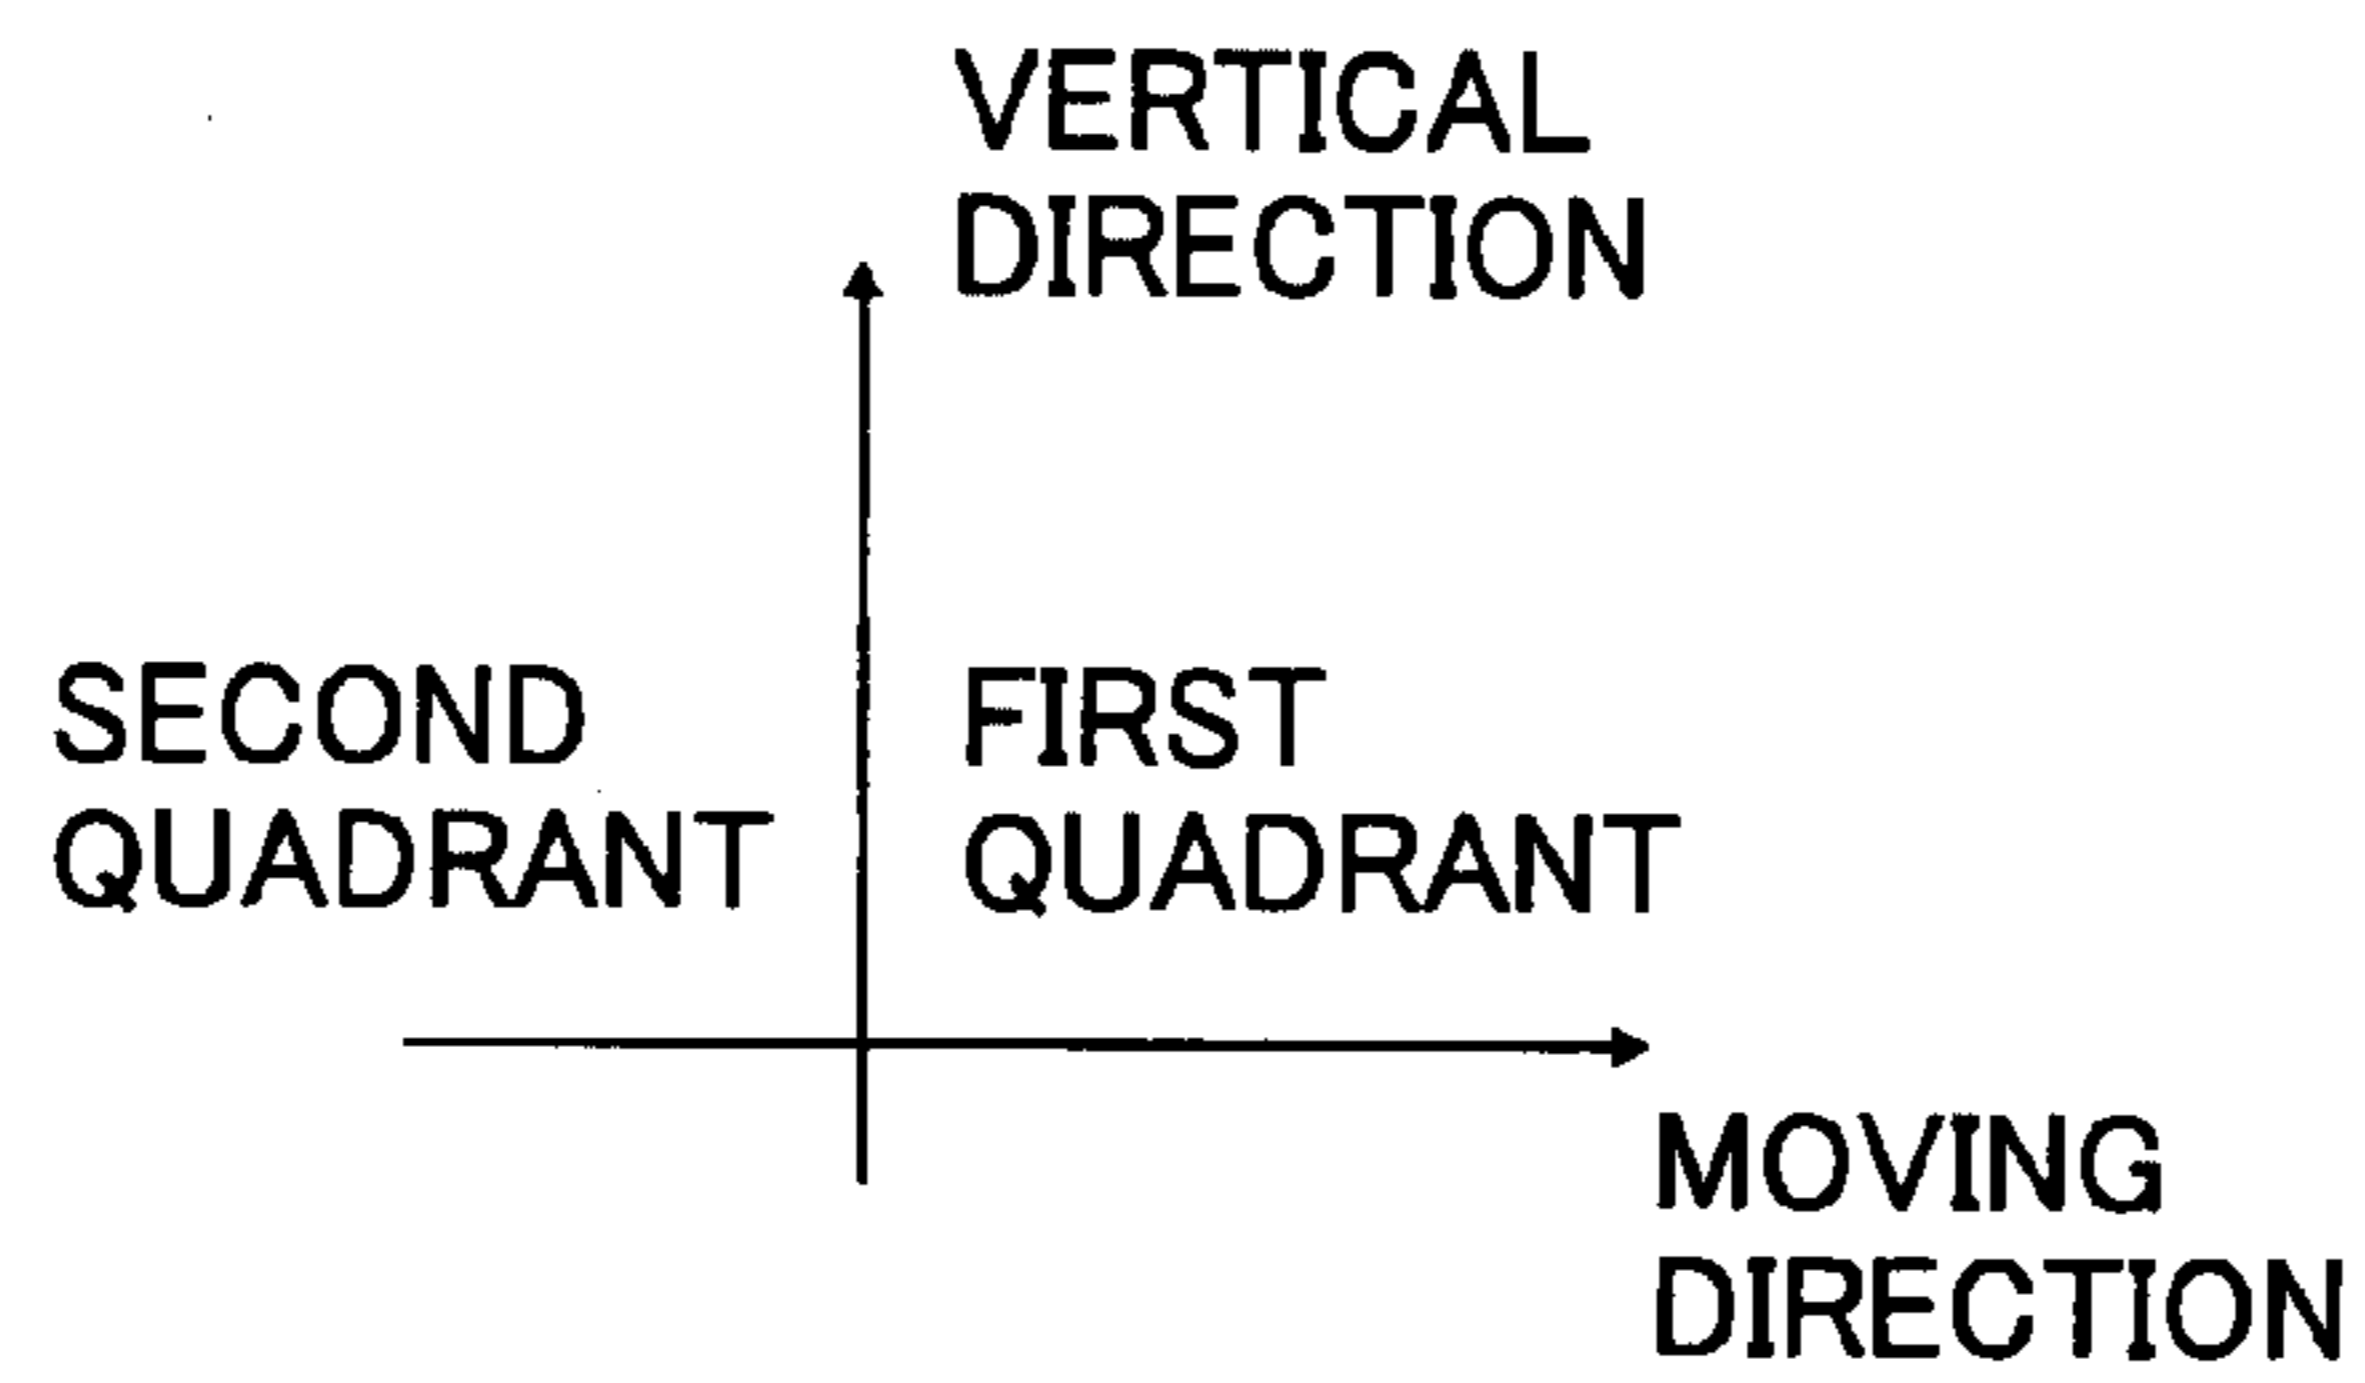 VERTICAL
DIRECTION
SECOND
QUADRANT
FIRST
QUADRANT
MOVING
DIRECTION